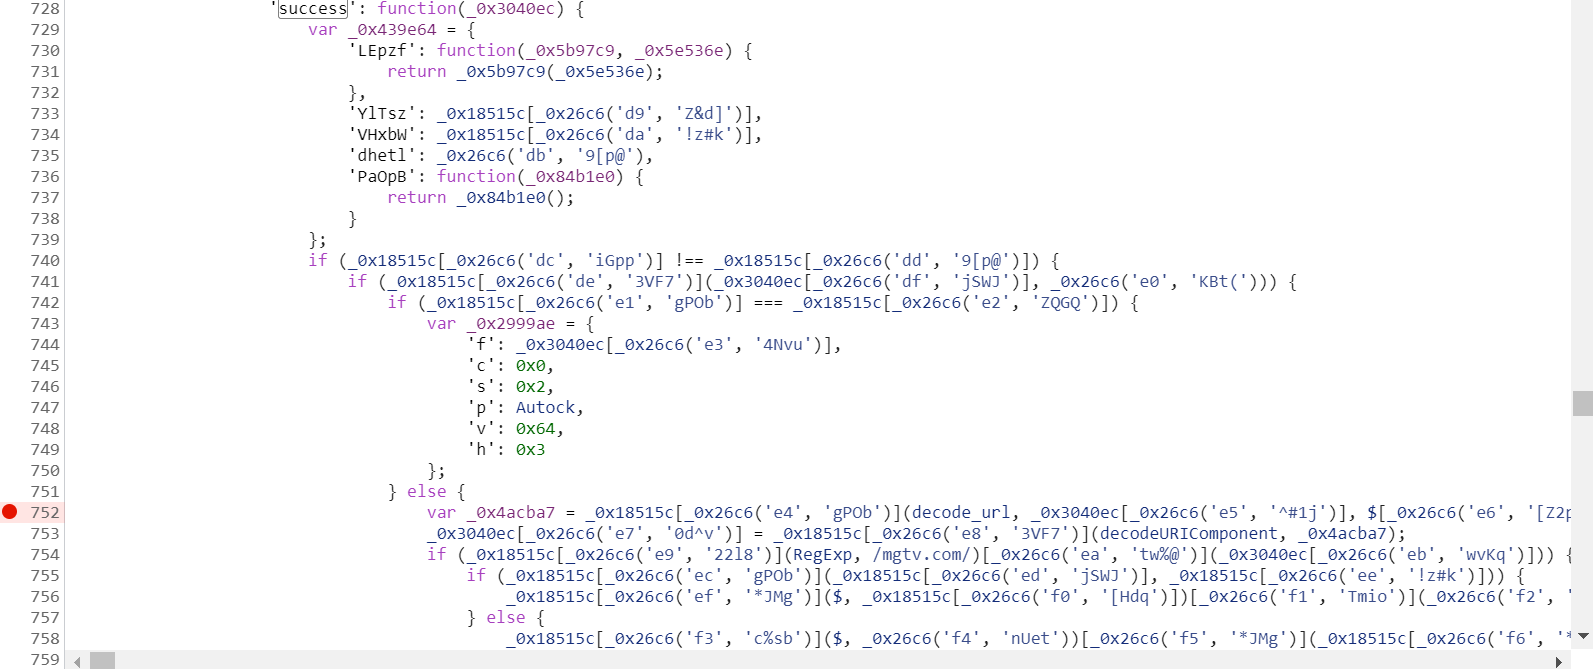 728 'success': function(_0x3040ec) {
729 var _0x439e64 = {
730 'LEpzf': function(_0x5b97c9, _0x5e536e) {
731 return _0x5b97c9(_0x5e536e);
732 },
733 'YlTsz': _0x18515c[_0x26c6('d9', 'Z&d]')],
734 'VHxbW': _0x18515c[_0x26c6('da', '!z#k')],
735 'dhetl': _0x26c6('db', '9[p@'),
736 'PaOpB': function(_0x84b1e0) {
737 return _0x84b1e0();
738 }
739 };
740 if (_0x18515c[_0x26c6('dc', 'iGpp')] !== _0x18515c[_0x26c6('dd', '9[p@')]) {
741 if (_0x18515c[_0x26c6('de', '3VF7')](_0x3040ec[_0x26c6('df', 'jSWJ')], _0x26c6('e0', 'KBt('))) {
742 if (_0x18515c[_0x26c6('e1', 'gPOb')] === _0x18515c[_0x26c6('e2', 'ZQGQ')]) {
743 var _0x2999ae = {
744 'f': _0x3040ec[_0x26c6('e3', '4Nvu')],
745 'c': 0x0,
746 's': 0x2,
747 'p': Autock,
748 'v': 0x64,
749 'h': 0x3
750 };
751 } else {
752 var _0x4acba7 = _0x18515c[_0x26c6('e4', 'gPOb')](decode_url, _0x3040ec[_0x26c6('e5', '^#1j')], $[_0x26c6('e6', '[Z2p
753 _0x3040ec[_0x26c6('e7', '0d^v')] = _0x18515c[_0x26c6('e8', '3VF7')](decodeURIComponent, _0x4acba7);
754 if (_0x18515c[_0x26c6('e9', '22l8')](RegExp, /mgtv.com/)[_0x26c6('ea', 'tw%@')](_0x3040ec[_0x26c6('eb', 'wvKq')])) {
755 if (_0x18515c[_0x26c6('ec', 'gPOb')](_0x18515c[_0x26c6('ed', 'jSWJ')], _0x18515c[_0x26c6('ee', '!z#k')])) {
756 _0x18515c[_0x26c6('ef', '*JMg')]($, _0x18515c[_0x26c6('f0', '[Hdq')])[_0x26c6('f1', 'Tmio')](_0x26c6('f2', '
757 } else {
758 _0x18515c[_0x26c6('f3', 'c%sb')]($, _0x26c6('f4', 'nUet'))[_0x26c6('f5', '*JMg')](_0x18515c[_0x26c6('f6', '*
759